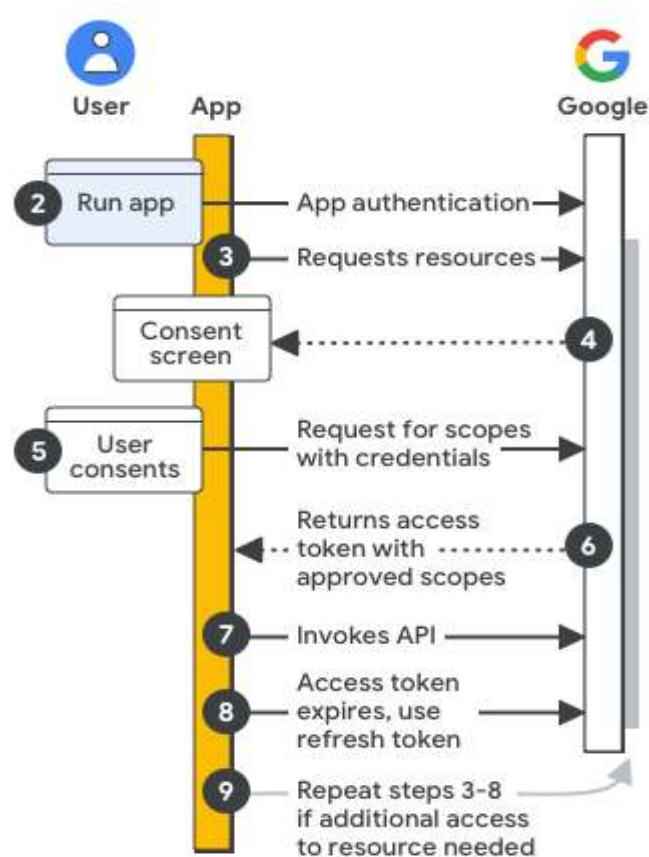 User
App
Google
2
Run app
App authentication
3
Requests resources
Consent
screen
4
5
User
consents
Request for scopes
with credentials
Returns access
token with
approved scopes
6
7
Invokes API
8
Access token
expires, use
refresh token
9
Repeat steps 3-8
if additional access
to resource needed